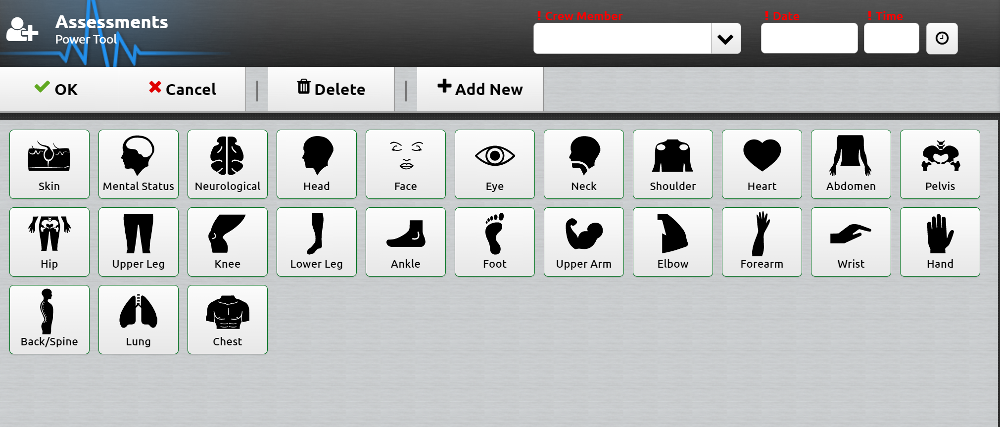 Assessments
Power Tool
! Crew Member
! Date
! Time
OK
Cancel
|
Delete
|
Add New
Skin
Mental Status
Neurological
Head
Face
Eye
Neck
Shoulder
Heart
Abdomen
Pelvis
Hip
Upper Leg
Knee
Lower Leg
Ankle
Foot
Upper Arm
Elbow
Forearm
Wrist
Hand
Back/Spine
Lung
Chest